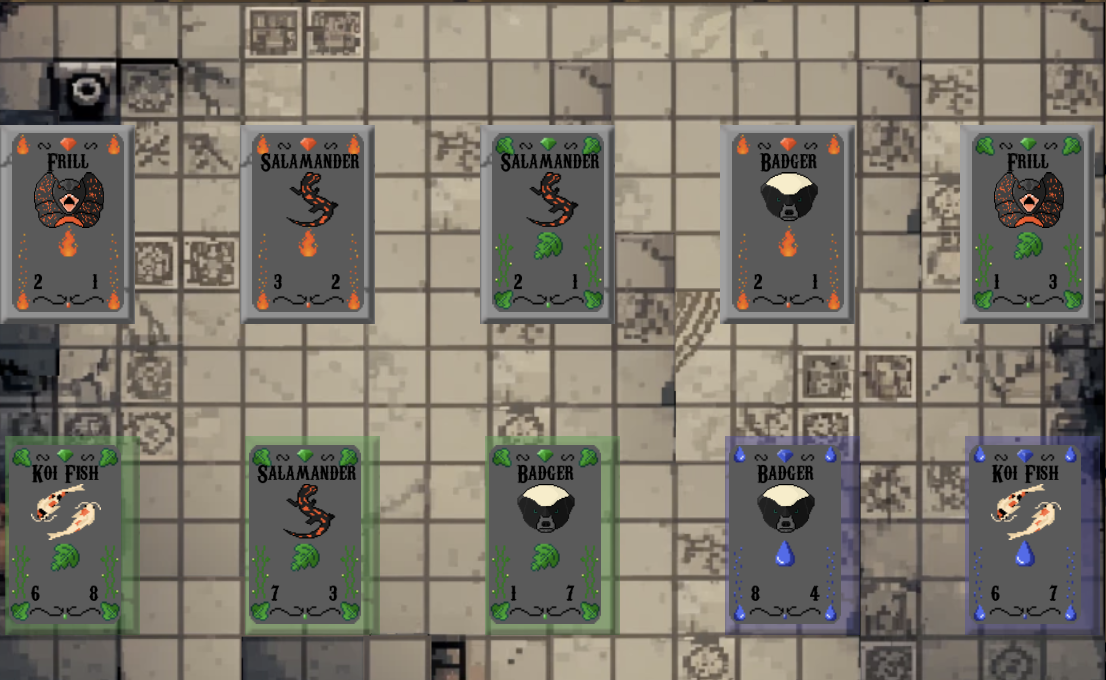 Frill
Salamander
Salamander
Badger
Frill
2 1
3 2
2 1
2 1
1 3
Koi Fish
Salamander
Badger
Badger
Koi Fish
6 8
7 3
1 7
8 4
6 7